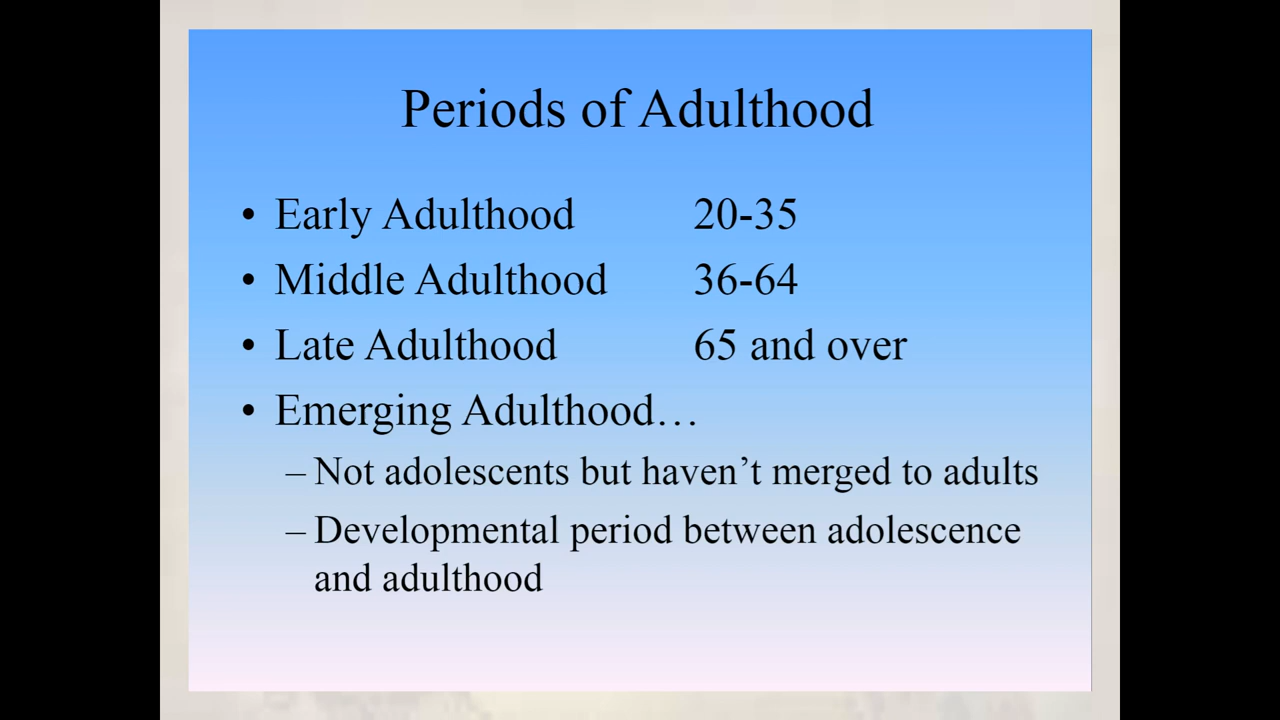 Periods of Adulthood
• Early Adulthood 20-35
• Middle Adulthood 36-64
• Late Adulthood 65 and over
• Emerging Adulthood…
– Not adolescents but haven’t merged to adults
– Developmental period between adolescence
and adulthood